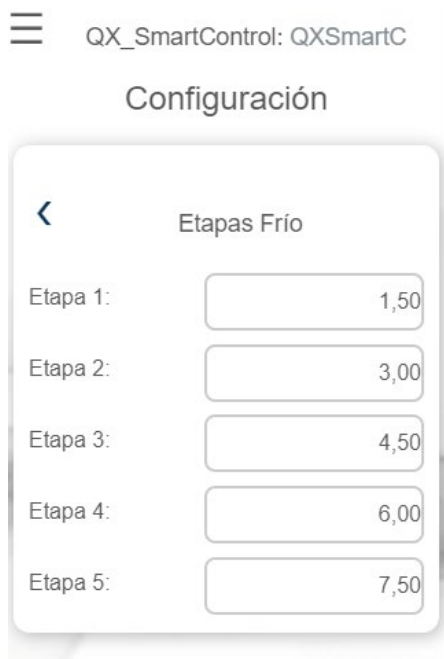 QX_SmartControl: QXSmartC
Configuración
Etapas Frío
Etapa 1: 1,50
Etapa 2: 3,00
Etapa 3: 4,50
Etapa 4: 6,00
Etapa 5: 7,50